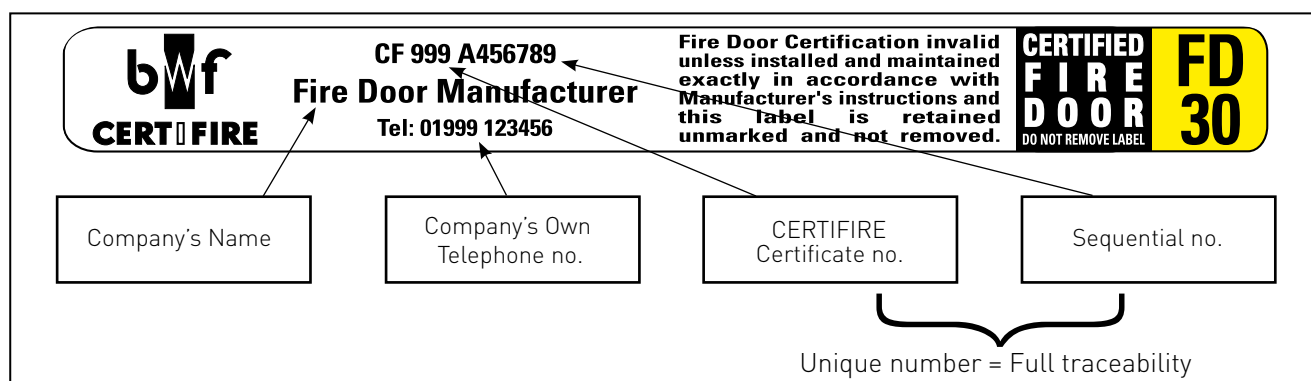 bwf
CERTIFIRE
CF 999 A456789
Fire Door Manufacturer
Tel: 01999 123456
Fire Door Certification invalid
unless installed and maintained
exactly in accordance with
Manufacturer's instructions and
this label is retained
unmarked and not removed.
CERTIFIED
FIRE
DOOR
DO NOT REMOVE LABEL
FD
30
Company's Name
Company's Own
Telephone no.
CERTIFIRE
Certificate no.
Sequential no.
Unique number = Full traceability